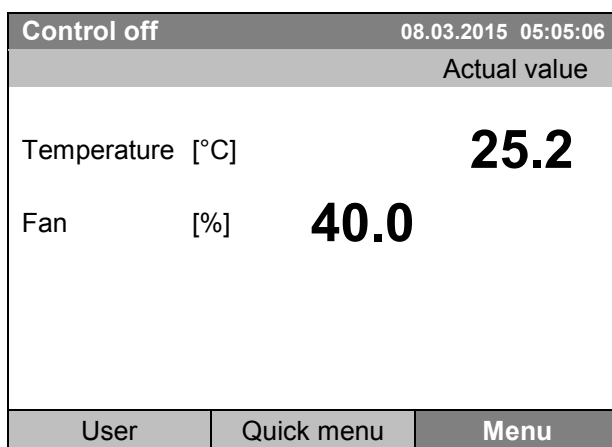 Control off 08.03.2015 05:05:06
Actual value
Temperature [°C] 25.2
Fan [%] 40.0
User Quick menu Menu